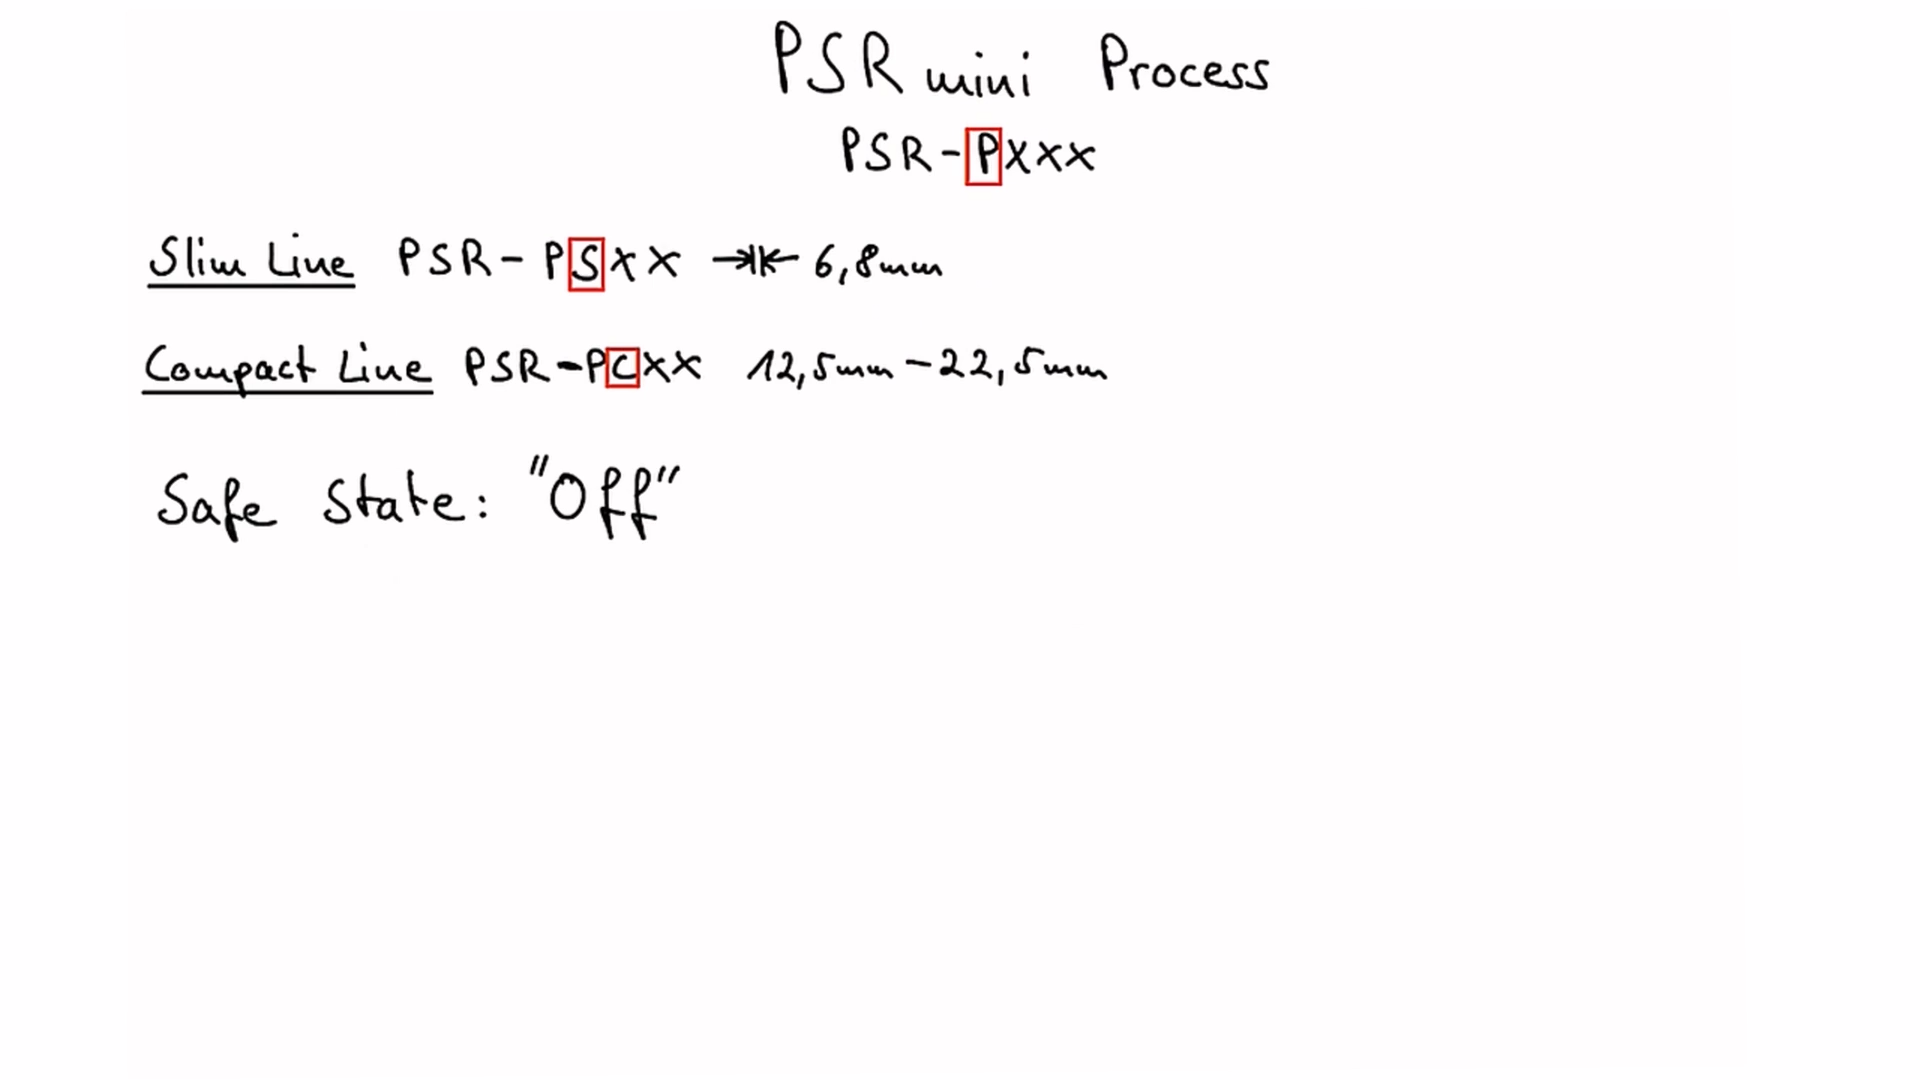 PSR mini Process
PSR-PXXX
Slim Line PSR-PSXX 6,8mm
Compact Line PSR-PCXX 12,5mm-22,5mm
Safe State: "Off"